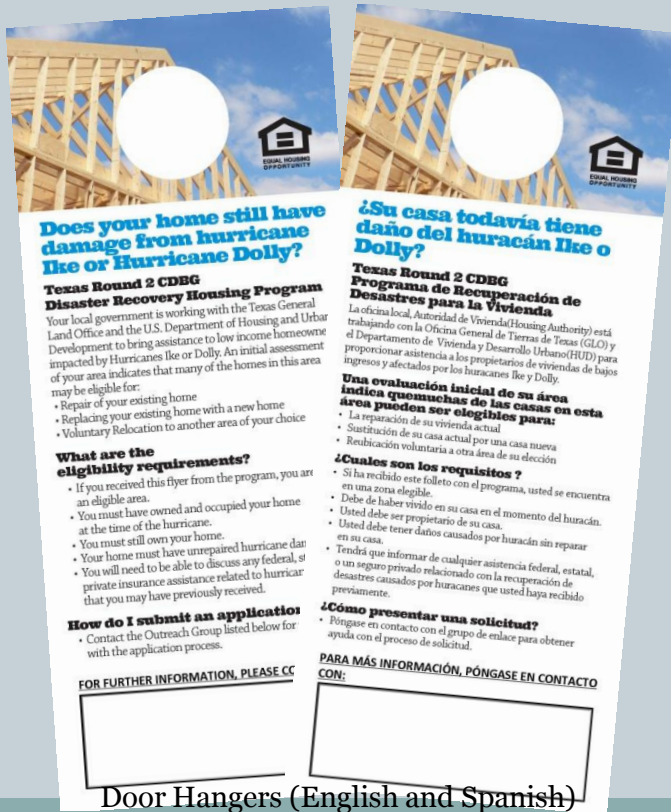 EQUAL HOUSING
OPPORTUNITY
Does your home still have
damage from hurricane
Ike or Hurricane Dolly?
Texas Round 2 CDBG
Disaster Recovery Housing Program
Your local government is working with the Texas General
Land Office and the U.S. Department of Housing and Urban
Development to bring assistance to low income homeowne
impacted by Hurricanes Ike or Dolly. An initial assessment
of your area indicates that many of the homes in this area
may be eligible for:
• Repair of your existing home
• Replacing your existing home with a new home
• Voluntary Relocation to another area of your choice
What are the
eligibility requirements?
• If you received this flyer from the program, you are
an eligible area.
• You must have owned and occupied your home
at the time of the hurricane.
• You must still own your home.
• Your home must have unrepaired hurricane dam
• You will need to be able to discuss any federal, st
private insurance assistance related to hurrican
that you may have previously received.
How do I submit an application
• Contact the Outreach Group listed below for
with the application process.
FOR FURTHER INFORMATION, PLEASE CC
EQUAL HOUSING
OPPORTUNITY
¿Su casa todavía tiene
daño del huracán Ike o
Dolly?
Texas Round 2 CDBG
Programa de Recuperación de
Desastres para la Vivienda
La oficina local, Autoridad de Vivienda(Housing Authority) está
trabajando con la Oficina General de Tierras de Texas (GLO) y
el Departamento de Vivienda y Desarrollo Urbano(HUD) para
proporcionar asistencia a los propietarios de viviendas de bajos
ingresos y afectados por los huracanes Ike y Dolly.
Una evaluación inicial de su área
indica quemuchas de las casas en esta
área pueden ser elegibles para:
• La reparación de su vivienda actual
• Sustitución de su casa actual por una casa nueva
• Reubicación voluntaria a otra área de su elección
¿Cuales son los requisitos ?
• Si ha recibido este folleto con el programa, usted se encuentra
en una zona elegible.
• Debe de haber vivido en su casa en el momento del huracán.
• Usted debe ser propietario de su casa.
• Usted debe tener daños causados por huracán sin reparar
en su casa.
• Tendrá que informar de cualquier asistencia federal, estatal,
o un seguro privado relacionado con la recuperación de
desastres causados por huracanes que usted haya recibido
previamente.
¿Cómo presentar una solicitud?
• Póngase en contacto con el grupo de enlace para obtener
ayuda con el proceso de solicitud.
PARA MÁS INFORMACIÓN, PÓNGASE EN CONTACTO
CON:
Door Hangers (English and Spanish)